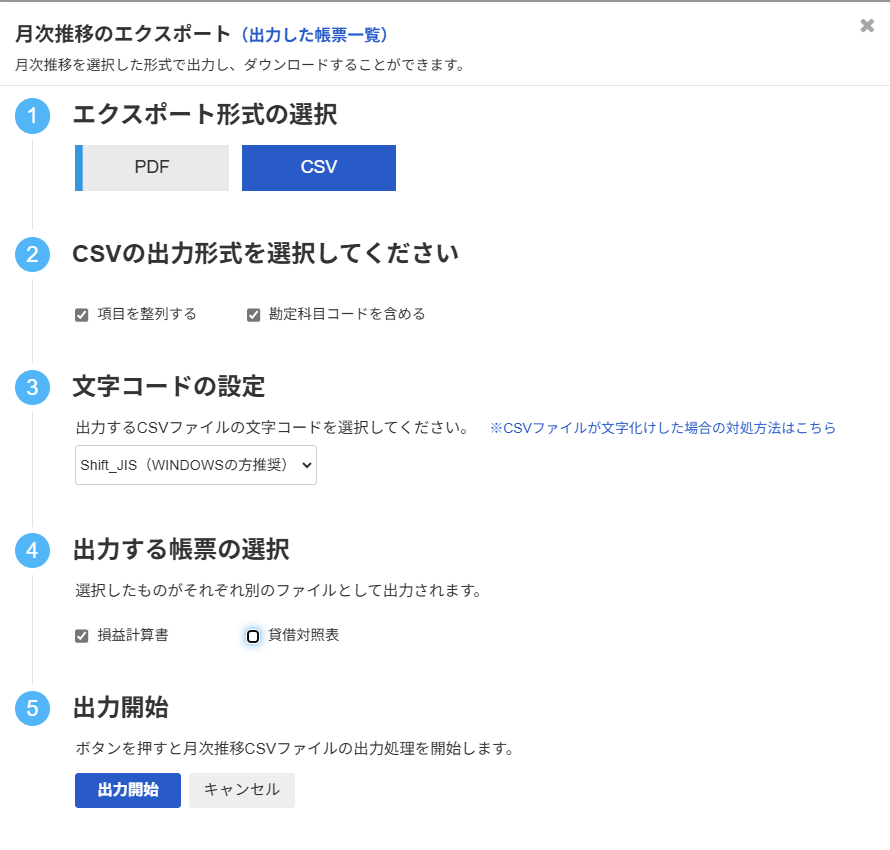 月次推移のエクスポート（出力した帳票一覧）
月次推移を選択した形式で出力し、ダウンロードすることができます。
1 エクスポート形式の選択
PDF CSV
2 CSVの出力形式を選択してください
項目を整列する 勘定科目コードを含める
3 文字コードの設定
出力するCSVファイルの文字コードを選択してください。 ※CSVファイルが文字化けした場合の対処方法はこちら
Shift_JIS（WINDOWSの方推奨）
4 出力する帳票の選択
選択したものがそれぞれ別のファイルとして出力されます。
損益計算書 貸借対照表
5 出力開始
ボタンを押すと月次推移CSVファイルの出力処理を開始します。
出力開始 キャンセル